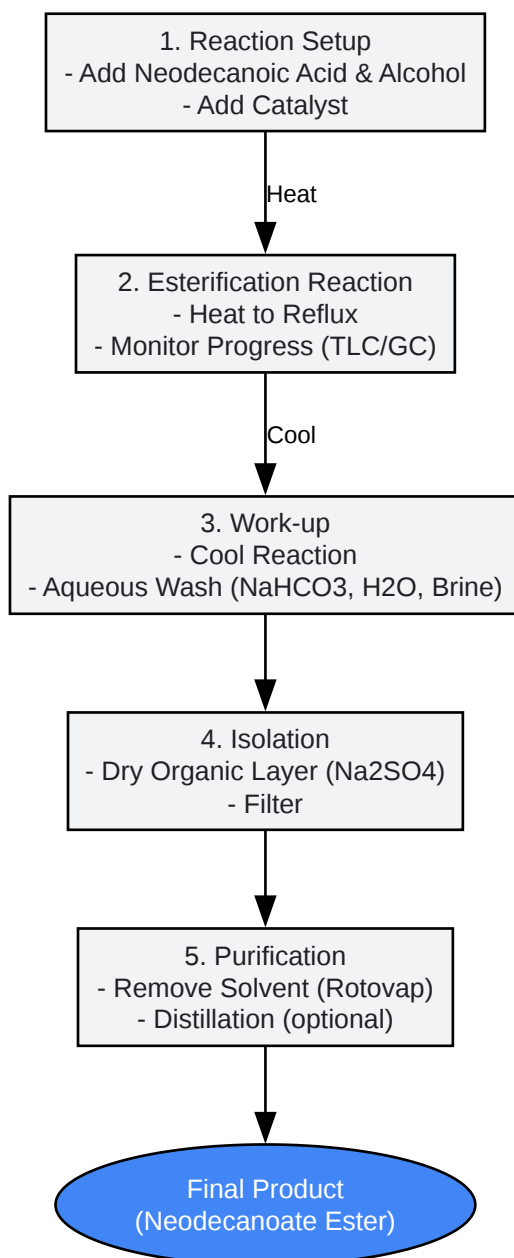 1. Reaction Setup
- Add Neodecanoic Acid & Alcohol
- Add Catalyst
Heat
2. Esterification Reaction
- Heat to Reflux
- Monitor Progress (TLC/GC)
Cool
3. Work-up
- Cool Reaction
- Aqueous Wash (NaHCO3, H2O, Brine)
4. Isolation
- Dry Organic Layer (Na2SO4)
- Filter
5. Purification
- Remove Solvent (Rotovap)
- Distillation (optional)
Final Product
(Neodecanoate Ester)